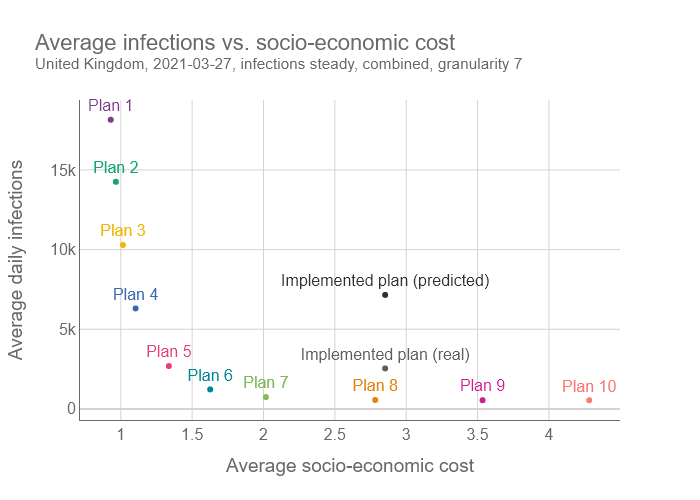 Average infections vs. socio-economic cost
United Kingdom, 2021-03-27, infections steady, combined, granularity 7
Average daily infections
15k
10k
5k
0
Plan 1
Plan 2
Plan 3
Implemented plan (predicted)
Plan 4
Plan 5
Implemented plan (real)
Plan 6
Plan 7
Plan 8
Plan 9
Plan 10
1
1.5
2
2.5
3
3.5
4
Average socio-economic cost